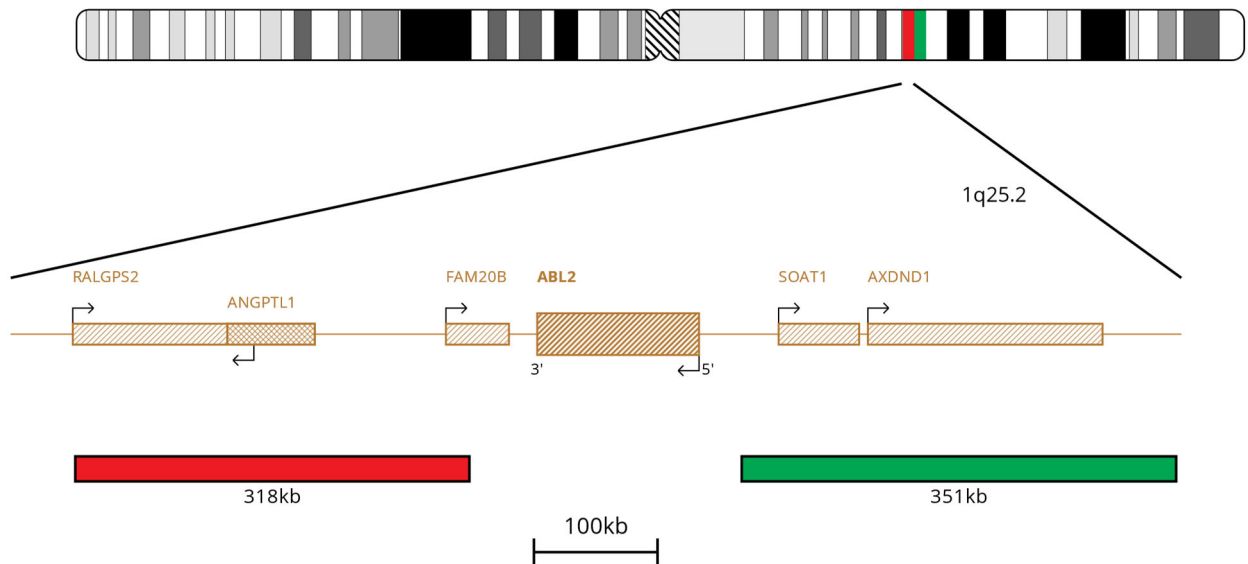 1q25.2
RALGPS2
FAM20B
ABL2
SOAT1
AXDND1
ANGPTL1
3'
5'
318kb
351kb
100kb